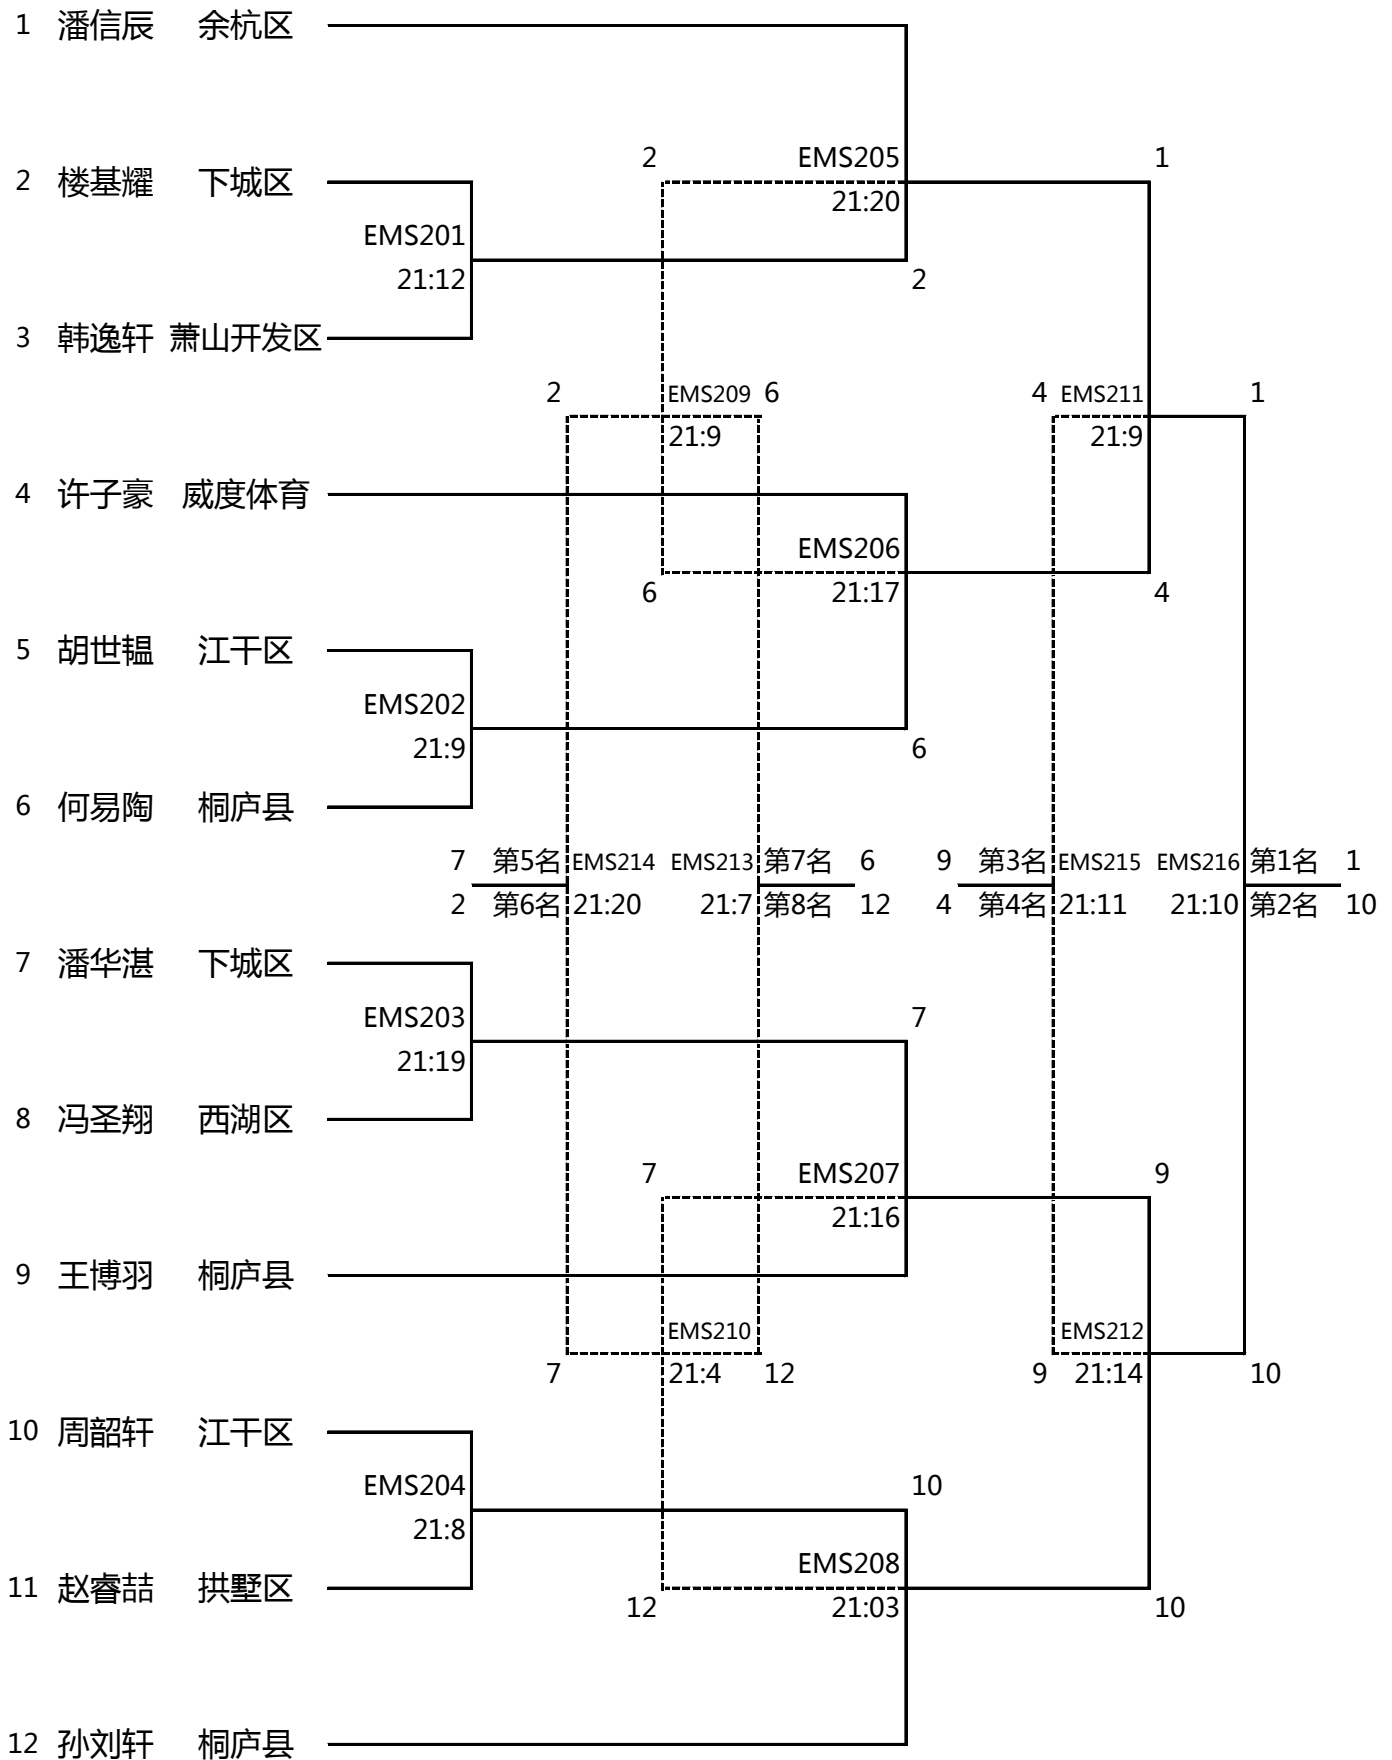 1 潘信辰 余杭区
2 EMS205 1
2 楼基耀 下城区
21:20
EMS201
21:12 2
3 韩逸轩 萧山开发区
2 EMS209 6 4 EMS211 1
21:9 21:9
4 许子豪 威度体育
EMS206
6 21:17 4
5 胡世韫 江干区
EMS202
21:9 6
6 何易陶 桐庐县
7 第5名 EMS214 EMS213 第7名 6 9 第3名 EMS215 EMS216 第1名 1
2 第6名 21:20 21:7 第8名 12 4 第4名 21:11 21:10 第2名 10
7 潘华湛 下城区
EMS203 7
21:19
8 冯圣翔 西湖区
7 EMS207 9
21:16
9 王博羽 桐庐县
EMS210 EMS212
7 21:4 12 9 21:14 10
10 周韶轩 江干区
EMS204 10
21:8
EMS208
11 赵睿喆 拱墅区
12 21:03 10
12 孙刘轩 桐庐县